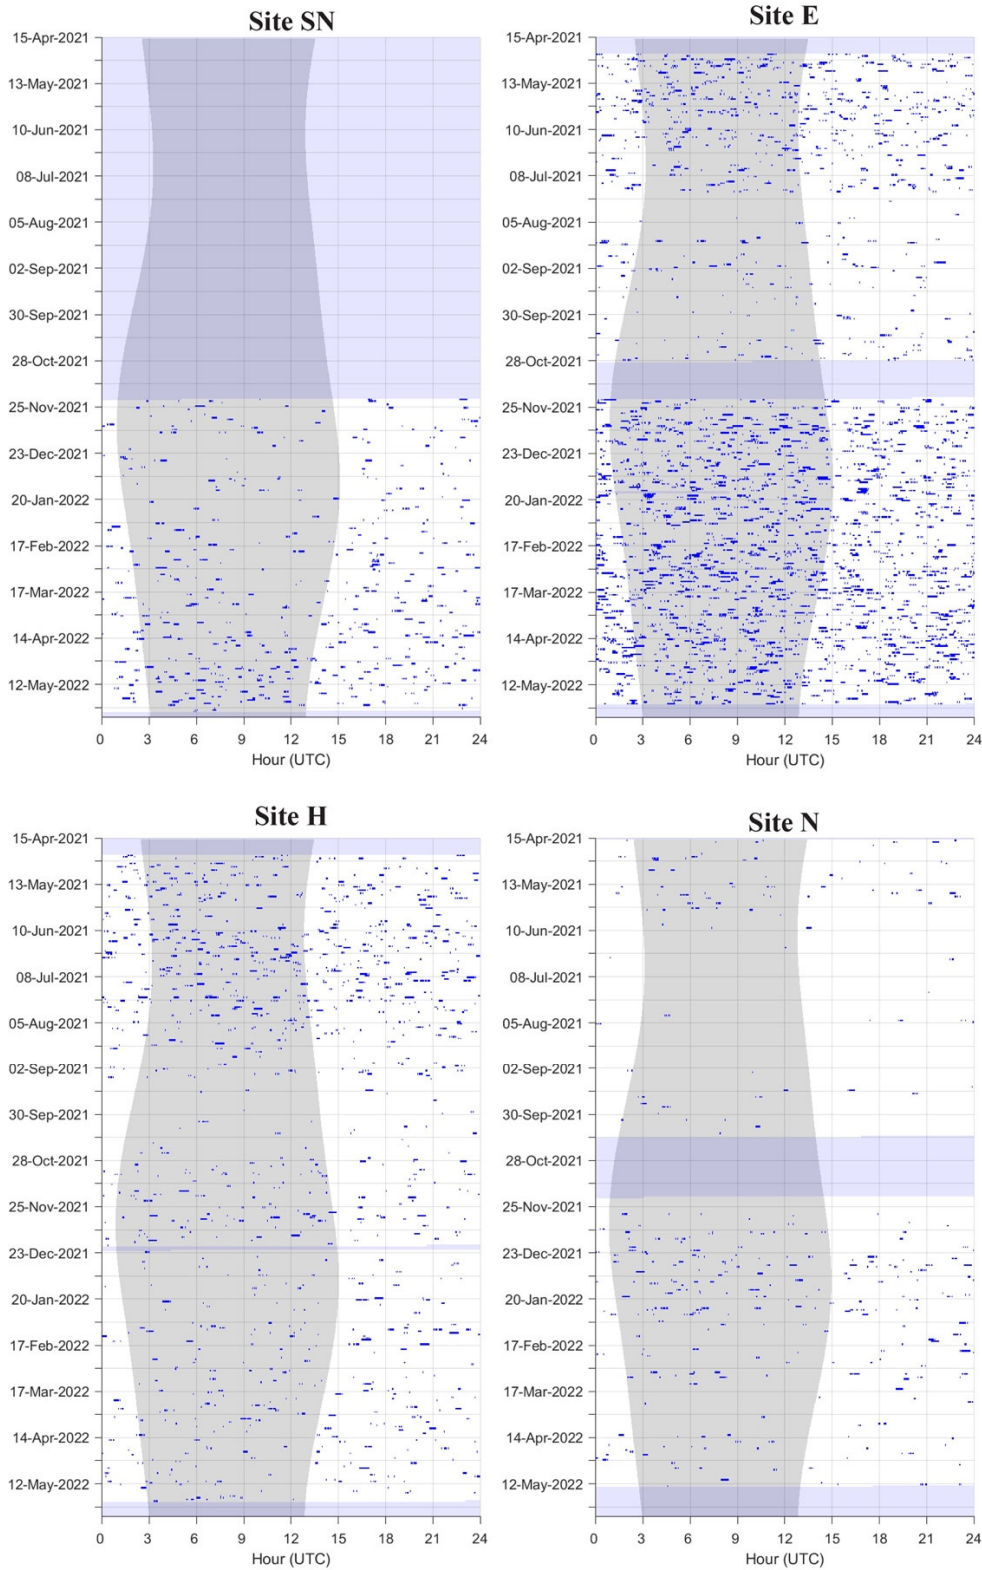 Site SN
15-Apr-2021
13-May-2021
10-Jun-2021
08-Jul-2021
05-Aug-2021
02-Sep-2021
30-Sep-2021
28-Oct-2021
25-Nov-2021
23-Dec-2021
20-Jan-2022
17-Feb-2022
17-Mar-2022
14-Apr-2022
12-May-2022
0 3 6 9 12 15 18 21 24
Hour (UTC)
Site E
15-Apr-2021
13-May-2021
10-Jun-2021
08-Jul-2021
05-Aug-2021
02-Sep-2021
30-Sep-2021
28-Oct-2021
25-Nov-2021
23-Dec-2021
20-Jan-2022
17-Feb-2022
17-Mar-2022
14-Apr-2022
12-May-2022
0 3 6 9 12 15 18 21 24
Hour (UTC)
Site H
15-Apr-2021
13-May-2021
10-Jun-2021
08-Jul-2021
05-Aug-2021
02-Sep-2021
30-Sep-2021
28-Oct-2021
25-Nov-2021
23-Dec-2021
20-Jan-2022
17-Feb-2022
17-Mar-2022
14-Apr-2022
12-May-2022
0 3 6 9 12 15 18 21 24
Hour (UTC)
Site N
15-Apr-2021
13-May-2021
10-Jun-2021
08-Jul-2021
05-Aug-2021
02-Sep-2021
30-Sep-2021
28-Oct-2021
25-Nov-2021
23-Dec-2021
20-Jan-2022
17-Feb-2022
17-Mar-2022
14-Apr-2022
12-May-2022
0 3 6 9 12 15 18 21 24
Hour (UTC)